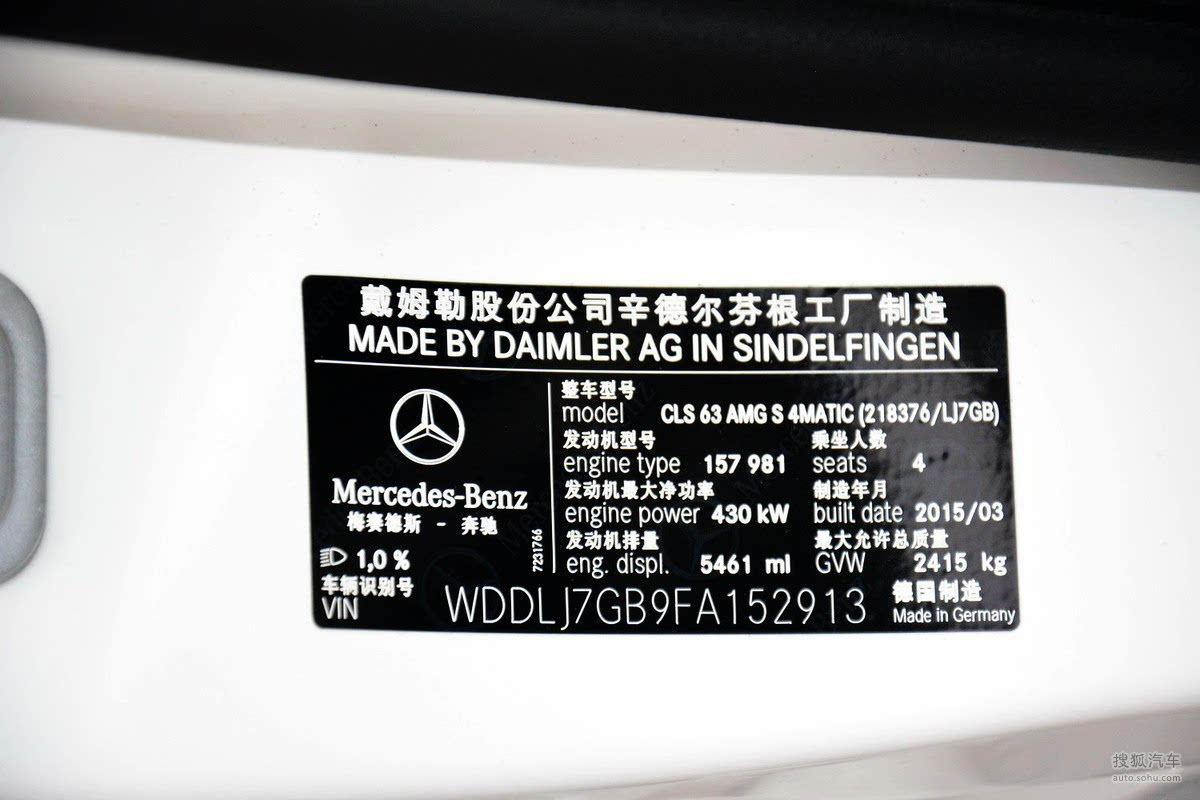 戴姆勒股份公司辛德尔芬根工厂制造
MADE BY DAIMLER AG IN SINDELFINGEN
整车型号
model CLS 63 AMG S 4MATIC (218376/LJ7GB)
发动机型号 乘坐人数
engine type 157 981 seats 4
发动机最大净功率 制造年月
engine power 430 kW built date 2015/03
发动机排量 最大允许总质量
eng. displ. 5461 ml GVW 2415 kg
Mercedes-Benz
梅赛德斯 - 奔驰
7231766
1,0 %
车辆识别号
VIN WDDLJ7GB9FA152913
德国制造
Made in Germany
搜狐汽车
auto.sohu.com